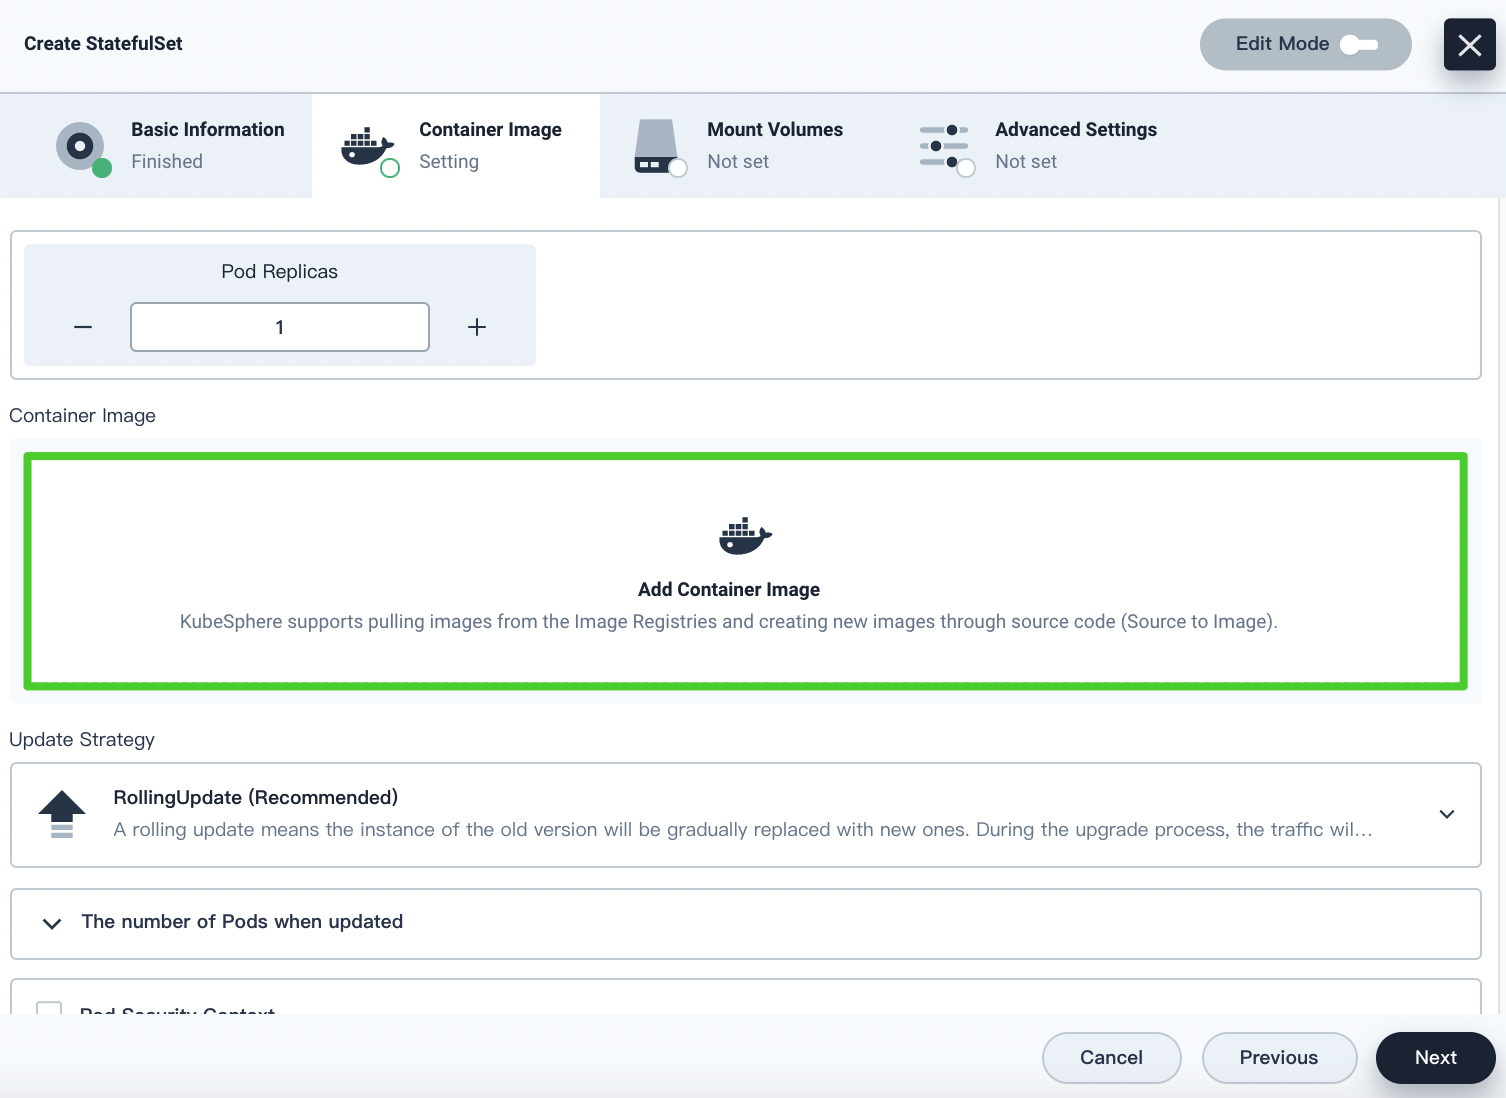 Create StatefulSet
Edit Mode
Basic Information
Finished
Container Image
Setting
Mount Volumes
Not set
Advanced Settings
Not set
Pod Replicas
1
Container Image
Add Container Image
KubeSphere supports pulling images from the Image Registries and creating new images through source code (Source to Image).
Update Strategy
RollingUpdate (Recommended)
A rolling update means the instance of the old version will be gradually replaced with new ones. During the upgrade process, the traffic wil...
The number of Pods when updated
Pod Security Context
Cancel
Previous
Next